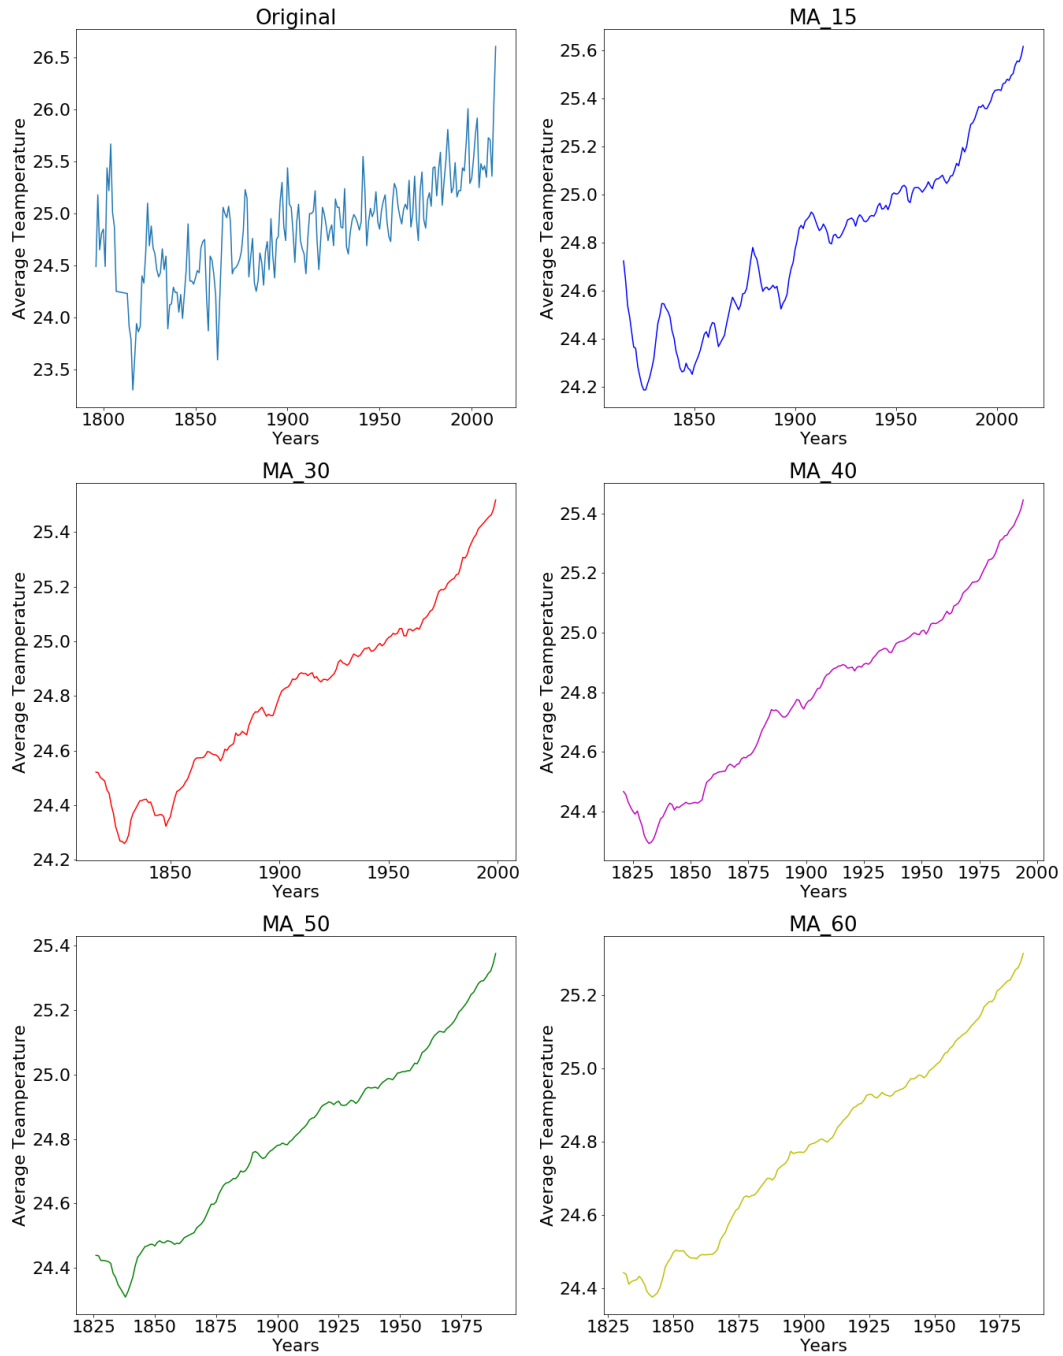 Original
26.5
26.0
25.5
25.0
24.5
24.0
23.5
Average Teamperature
1800 1850 1900 1950 2000
Years
MA_15
25.6
25.4
25.2
25.0
24.8
24.6
24.4
24.2
Average Teamperature
1850 1900 1950 2000
Years
MA_30
25.4
25.2
25.0
24.8
24.6
24.4
24.2
Average Teamperature
1850 1900 1950 2000
Years
MA_40
25.4
25.2
25.0
24.8
24.6
24.4
Average Teamperature
1825 1850 1875 1900 1925 1950 1975 2000
Years
MA_50
25.4
25.2
25.0
24.8
24.6
24.4
Average Teamperature
1825 1850 1875 1900 1925 1950 1975
Years
MA_60
25.2
25.0
24.8
24.6
24.4
Average Teamperature
1825 1850 1875 1900 1925 1950 1975
Years